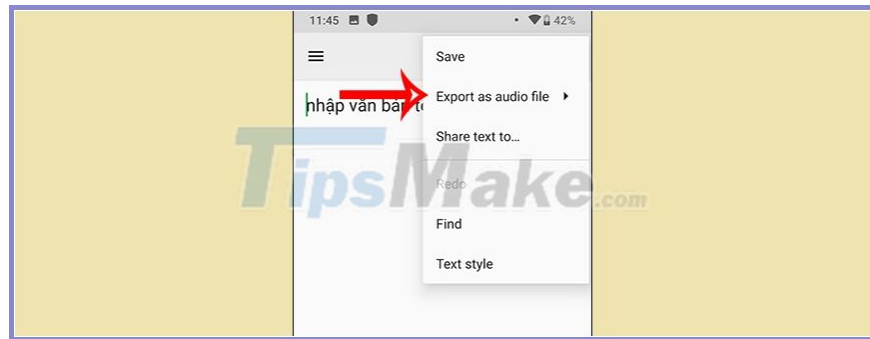 11:45 42%
Save
Export as audio file
nhập văn bản
Share text to...
Redo
Find
Text style
TipsMake.com